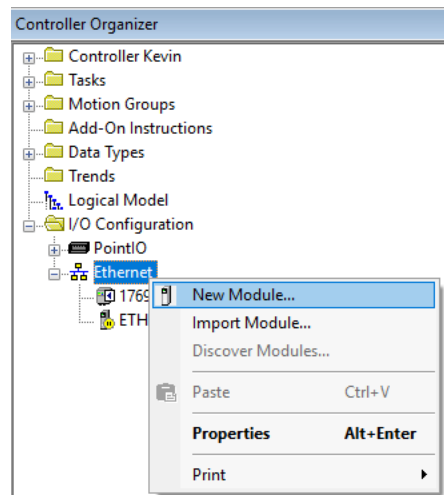 Controller Organizer
Controller Kevin
Tasks
Motion Groups
Add-On Instructions
Data Types
Trends
Logical Model
I/O Configuration
PointIO
Ethernet
1769
ETH
New Module...
Import Module...
Discover Modules...
Paste Ctrl+V
Properties Alt+Enter
Print